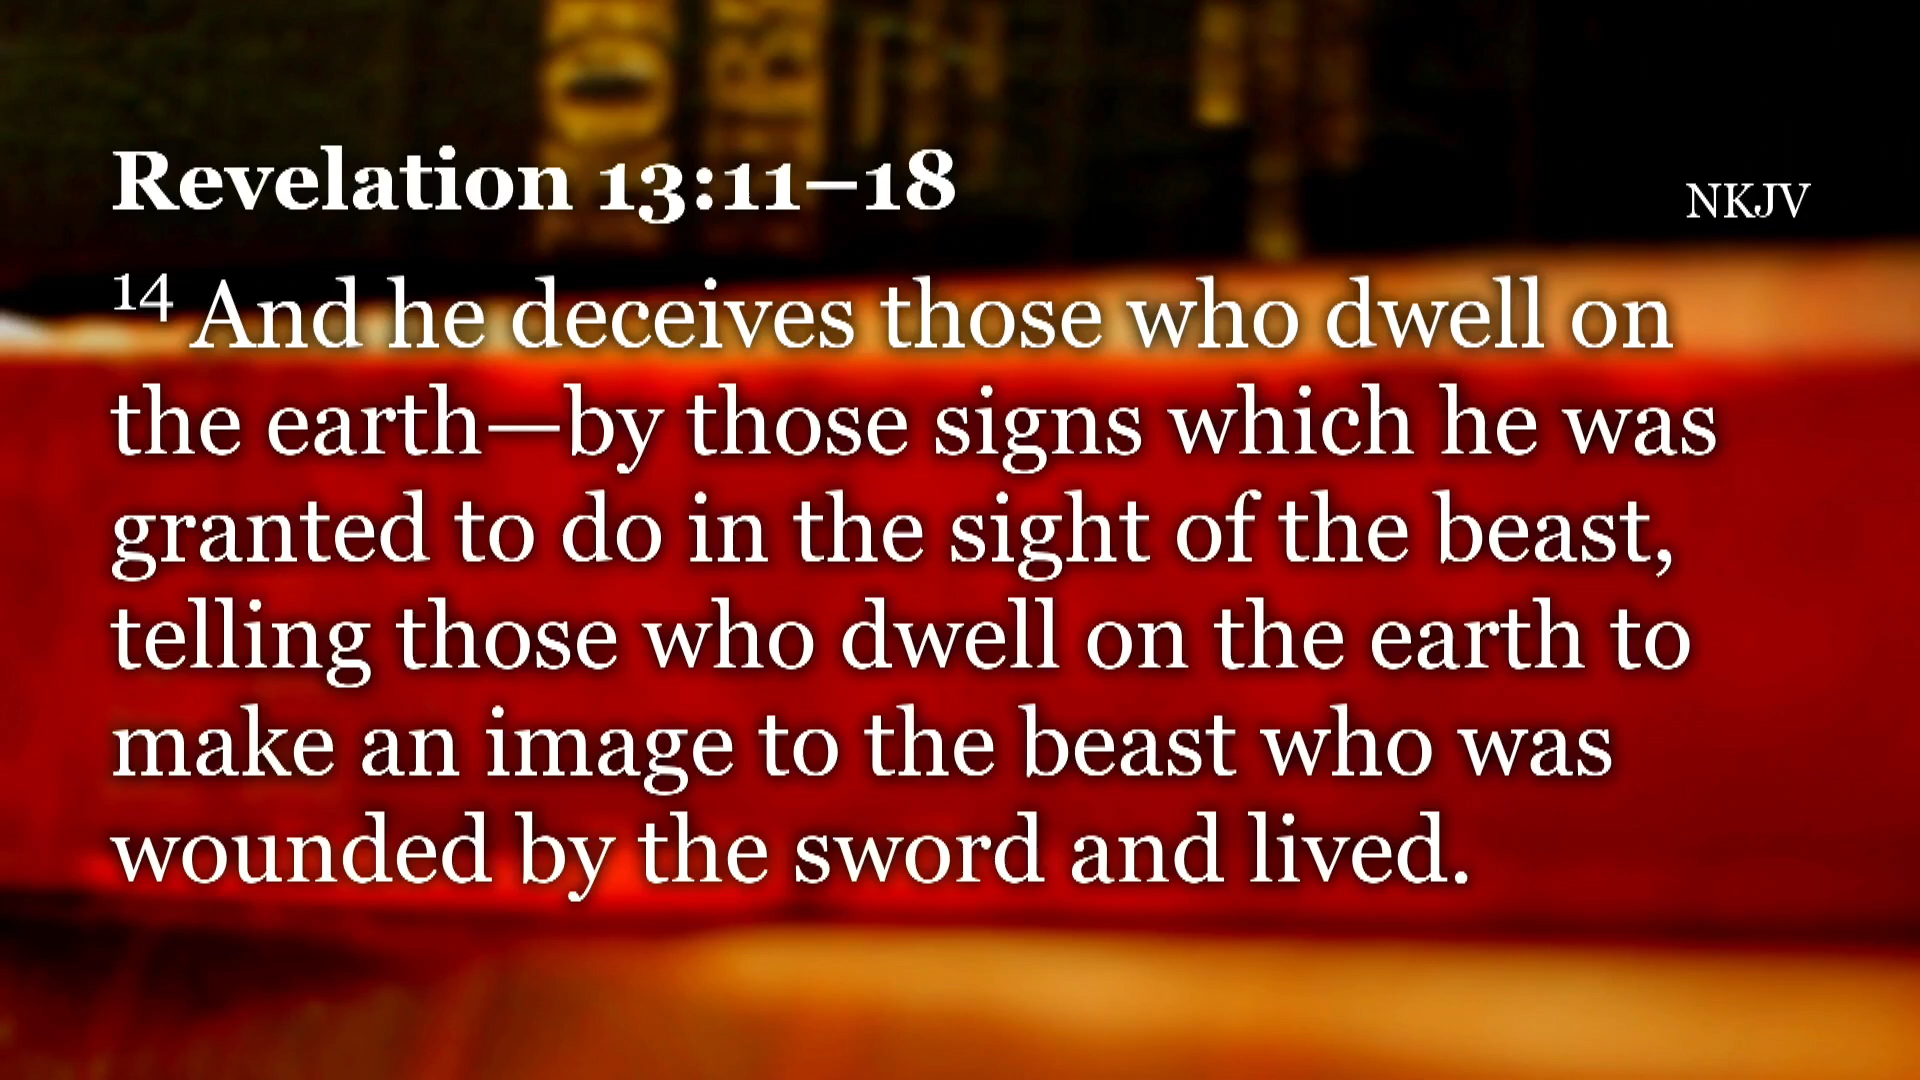 Revelation 13:11–18
NKJV
14 And he deceives those who dwell on
the earth—by those signs which he was
granted to do in the sight of the beast,
telling those who dwell on the earth to
make an image to the beast who was
wounded by the sword and lived.